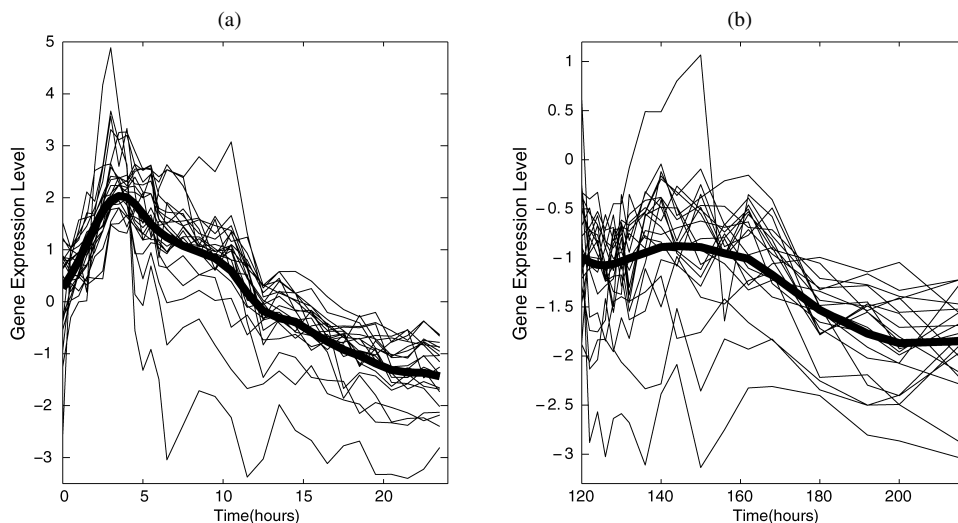 (a)
Gene Expression Level
5
4
3
2
1
0
−1
−2
−3
0 5 10 15 20
Time(hours)
(b)
Gene Expression Level
1
0.5
0
−0.5
−1
−1.5
−2
−2.5
−3
120 140 160 180 200
Time(hours)